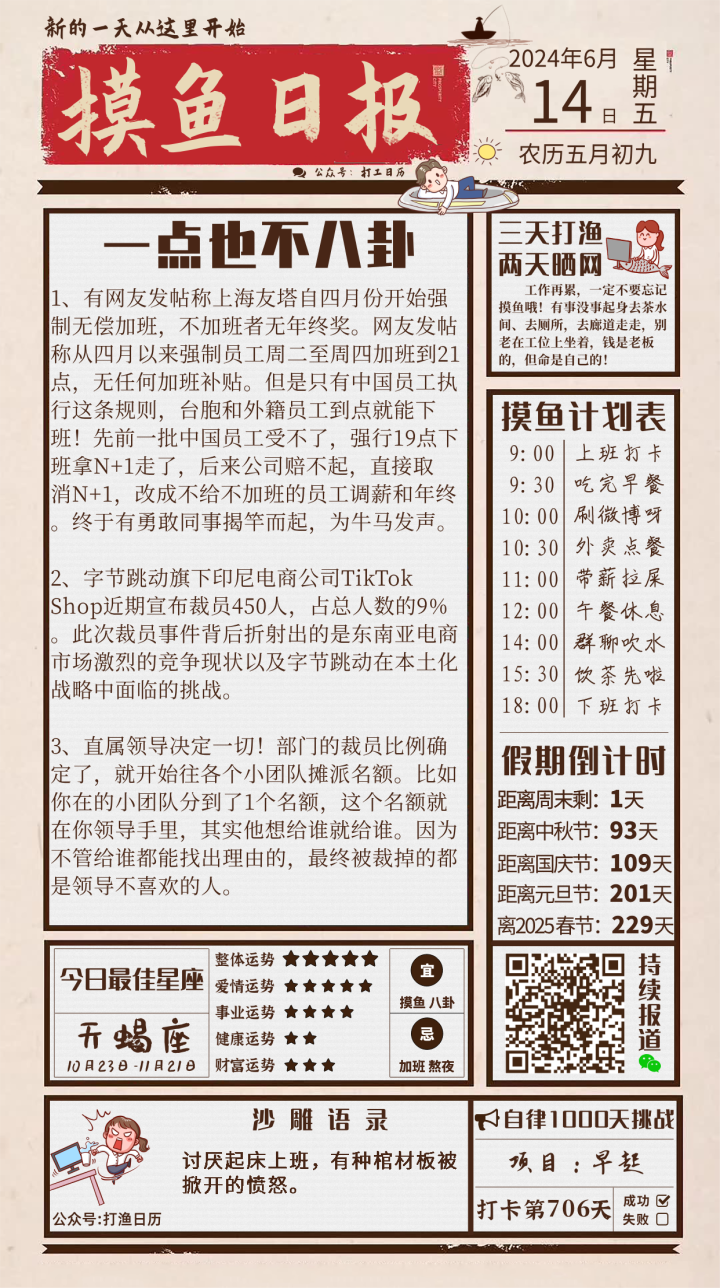 新的一天从这里开始
摸鱼日报
公众号：打工日历
2024年6月
14日
星期五
农历五月初九
一点也不八卦
1、有网友发帖称上海友塔自四月份开始强
制无偿加班，不加班者无年终奖。网友发帖
称从四月以来强制员工周二至周四加班到21
点，无任何加班补贴。但是只有中国员工执
行这条规则，台胞和外籍员工到点就能下
班！先前一批中国员工受不了，强行19点下
班拿N+1走了，后来公司赔不起，直接取
消N+1，改成不给不加班的员工调薪和年终
。终于有勇敢同事揭竿而起，为牛马发声。
2、字节跳动旗下印尼电商公司TikTok
Shop近期宣布裁员450人，占总人数的9%
。此次裁员事件背后折射出的是东南亚电商
市场激烈的竞争现状以及字节跳动在本土化
战略中面临的挑战。
3、直属领导决定一切！部门的裁员比例确
定了，就开始往各个小团队摊派名额。比如
你在的小团队分到了1个名额，这个名额就
在你领导手里，其实他想给谁就给谁。因为
不管给谁都能找出理由的，最终被裁掉的都
是领导不喜欢的人。
三天打渔
两天晒网
工作再累，一定不要忘记
摸鱼哦！有事没事起身去茶水
间、去厕所，去廊道走走，别
老在工位上坐着，钱是老板
的，但命是自己的！
摸鱼计划表
9:00 上班打卡
9:30 吃完早餐
10:00 刷微博呀
10:30 外卖点餐
11:00 带薪拉屎
12:00 午餐休息
14:00 群聊吹水
15:30 饮茶先啦
18:00 下班打卡
假期倒计时
距离周末剩：1天
距离中秋节：93天
距离国庆节：109天
距离元旦节：201天
离2025春节：229天
今日最佳星座
天蝎座
10月23日-11月21日
整体运势 ★★★★★
爱情运势 ★★★★★
事业运势 ★★★★
健康运势 ★★
财富运势 ★★★
宜
摸鱼 八卦
忌
加班 熬夜
持续报道
沙雕语录
讨厌起床上班，有种棺材板被
掀开的愤怒。
公众号:打渔日历
自律1000天挑战
项目：早起
打卡第706天
成功
失败